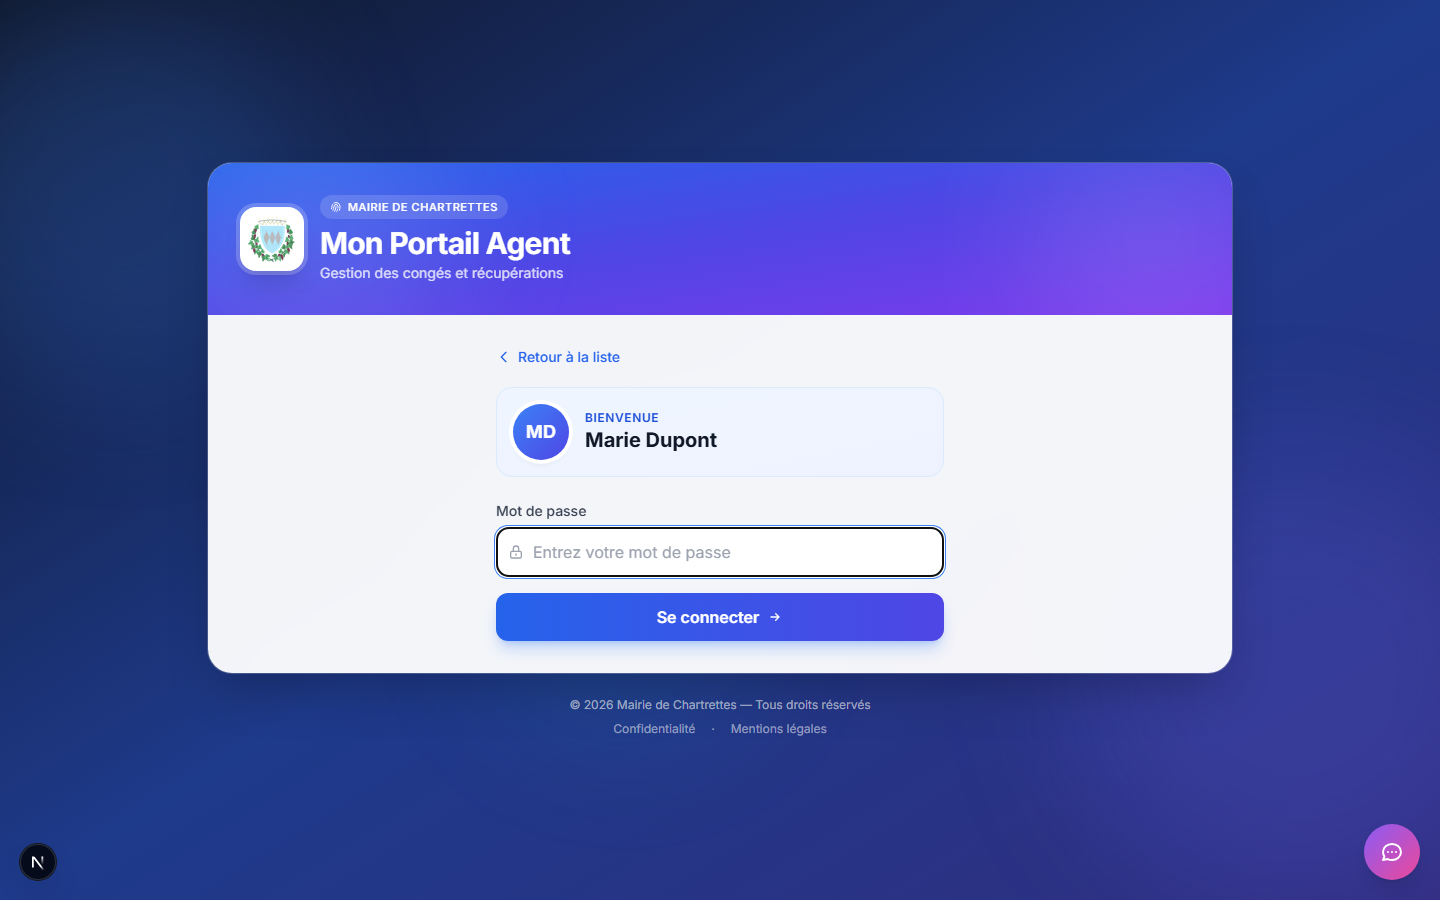 MAIRIE DE CHARTRETTES
Mon Portail Agent
Gestion des congés et récupérations
Retour à la liste
MD
BIENVENUE
Marie Dupont
Mot de passe
Entrez votre mot de passe
Se connecter →
© 2026 Mairie de Chartrettes — Tous droits réservés
Confidentialité · Mentions légales
N